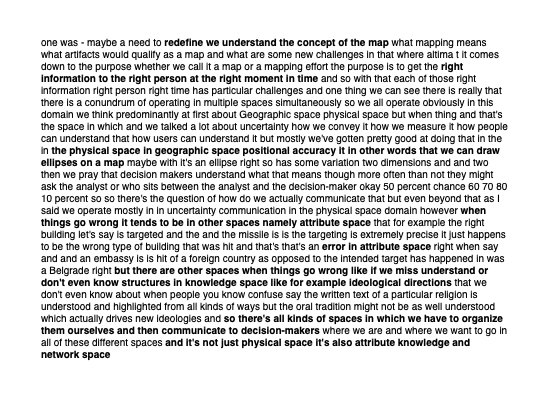 one was - maybe a need to redefine we understand the concept of the map what mapping means
what artifacts would qualify as a map and what are some new challenges in that where altima t it comes
down to the purpose whether we call it a map or a mapping effort the purpose is to get the right
information to the right person at the right moment in time and so with that each of those right
information right person right time has particular challenges and one thing we can see there is really that
there is a conundrum of operating in multiple spaces simultaneously so we all operate obviously in this
domain we think predominantly at first about Geographic space physical space but when thing and that's
the space in which and we talked a lot about uncertainty how we convey it how we measure it how people
can understand that how users can understand it but mostly we've gotten pretty good at doing that in the
in the physical space in geographic space positional accuracy it in other words that we can draw
ellipses on a map maybe with it's an ellipse right so has some variation two dimensions and and two
then we pray that decision makers understand what that means though more often than not they might
ask the analyst or who sits between the analyst and the decision-maker okay 50 percent chance 60 70 80
10 percent so so there's the question of how do we actually communicate that but even beyond that as I
said we operate mostly in in uncertainty communication in the physical space domain however when
things go wrong it tends to be in other spaces namely attribute space that for example the right
building let's say is targeted and the and the missile is is the targeting is extremely precise it just happens
to be the wrong type of building that was hit and that's that's an error in attribute space right when say
and and an embassy is is hit of a foreign country as opposed to the intended target has happened in was
a Belgrade right but there are other spaces when things go wrong like if we miss understand or
don't even know structures in knowledge space like for example ideological directions that we
don't even know about when people you know confuse say the written text of a particular religion is
understood and highlighted from all kinds of ways but the oral tradition might not be as well understood
which actually drives new ideologies and so there's all kinds of spaces in which we have to organize
them ourselves and then communicate to decision-makers where we are and where we want to go in
all of these different spaces and it's not just physical space it's also attribute knowledge and
network space